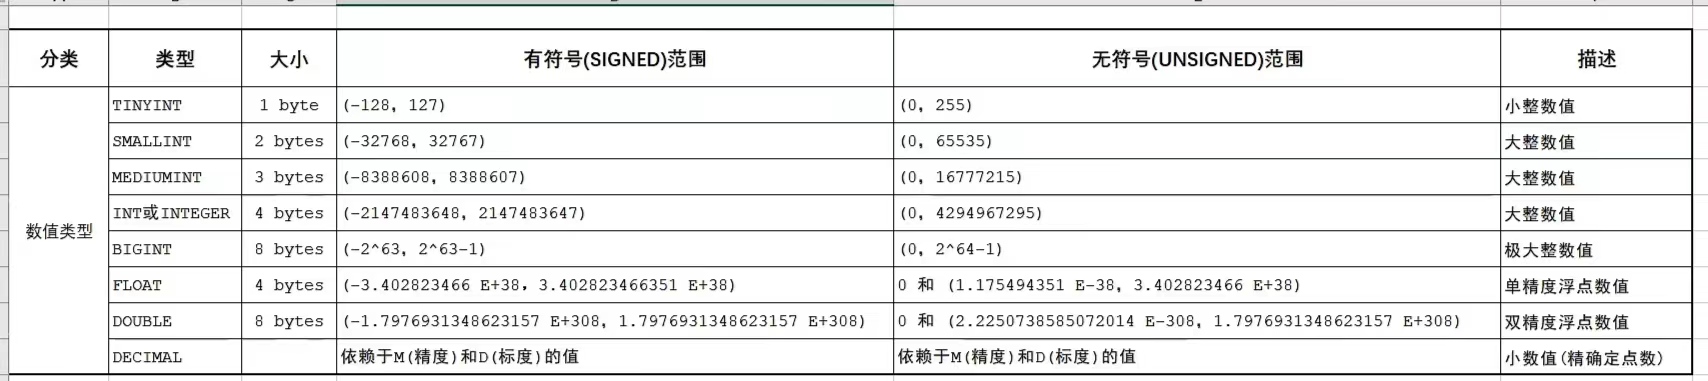 分类 类型 大小 有符号(SIGNED)范围 无符号(UNSIGNED)范围 描述
TINYINT 1 byte (-128，127) (0，255) 小整数值
SMALLINT 2 bytes (-32768，32767) (0，65535) 大整数值
MEDIUMINT 3 bytes (-8388608，8388607) (0，16777215) 大整数值
INT或INTEGER 4 bytes (-2147483648，2147483647) (0，4294967295) 大整数值
数值类型
BIGINT 8 bytes (-2^63，2^63-1) (0，2^64-1) 极大整数值
FLOAT 4 bytes (-3.402823466 E+38，3.402823466351 E+38) 0 和 (1.175494351 E-38，3.402823466 E+38) 单精度浮点数值
DOUBLE 8 bytes (-1.7976931348623157 E+308，1.7976931348623157 E+308) 0 和 (2.2250738585072014 E-308，1.7976931348623157 E+308) 双精度浮点数值
DECIMAL 依赖于M(精度)和D(标度)的值 依赖于M(精度)和D(标度)的值 小数值(精确定点数)